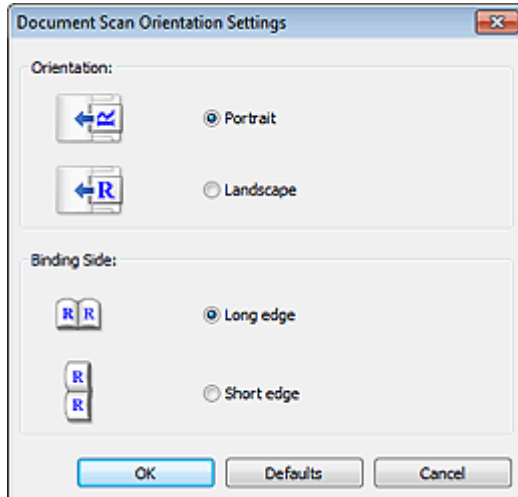 Document Scan Orientation Settings
Orientation:
R
Portrait
R
Landscape
Binding Side:
R R
Long edge
R
R
Short edge
OK Defaults Cancel